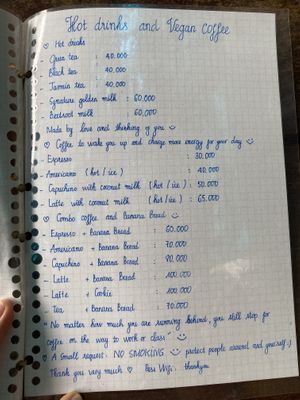 Hot drinks and Vegan Coffee
♡ Hot drinks
- Green tea : 40.000
- Black tea : 40.000
- Jasmin tea : 40.000
- Synature golden milk : 60.000
- Beetroot milk : 60.000
Made by love and thinking of you
♡ Coffee to wake you up and charge more energy for your day
- Espresso : 30.000
- Americano (hot / ice) : 40.000
- Capuchino with coconut milk (hot / ice) : 50.000
- Latte with coconut milk (hot / ice) : 65.000
♡ Combo coffee and Banana Bread
- Espresso + Banana Bread : 60.000
- Americano + Banana Bread : 70.000
- Capuchino + Banana Bread : 80.000
- Latte + Banana Bread : 100.000
- Latte + Cookie : 100.000
- Tea + Banana Bread : 70.000
" No matter how much you are running behind, you still stop for
coffee on the way to work or class "
♡ A Small request: NO SMOKING protect people around and yourself :)
Thank you very much ♡ Free Wifi : thankyou